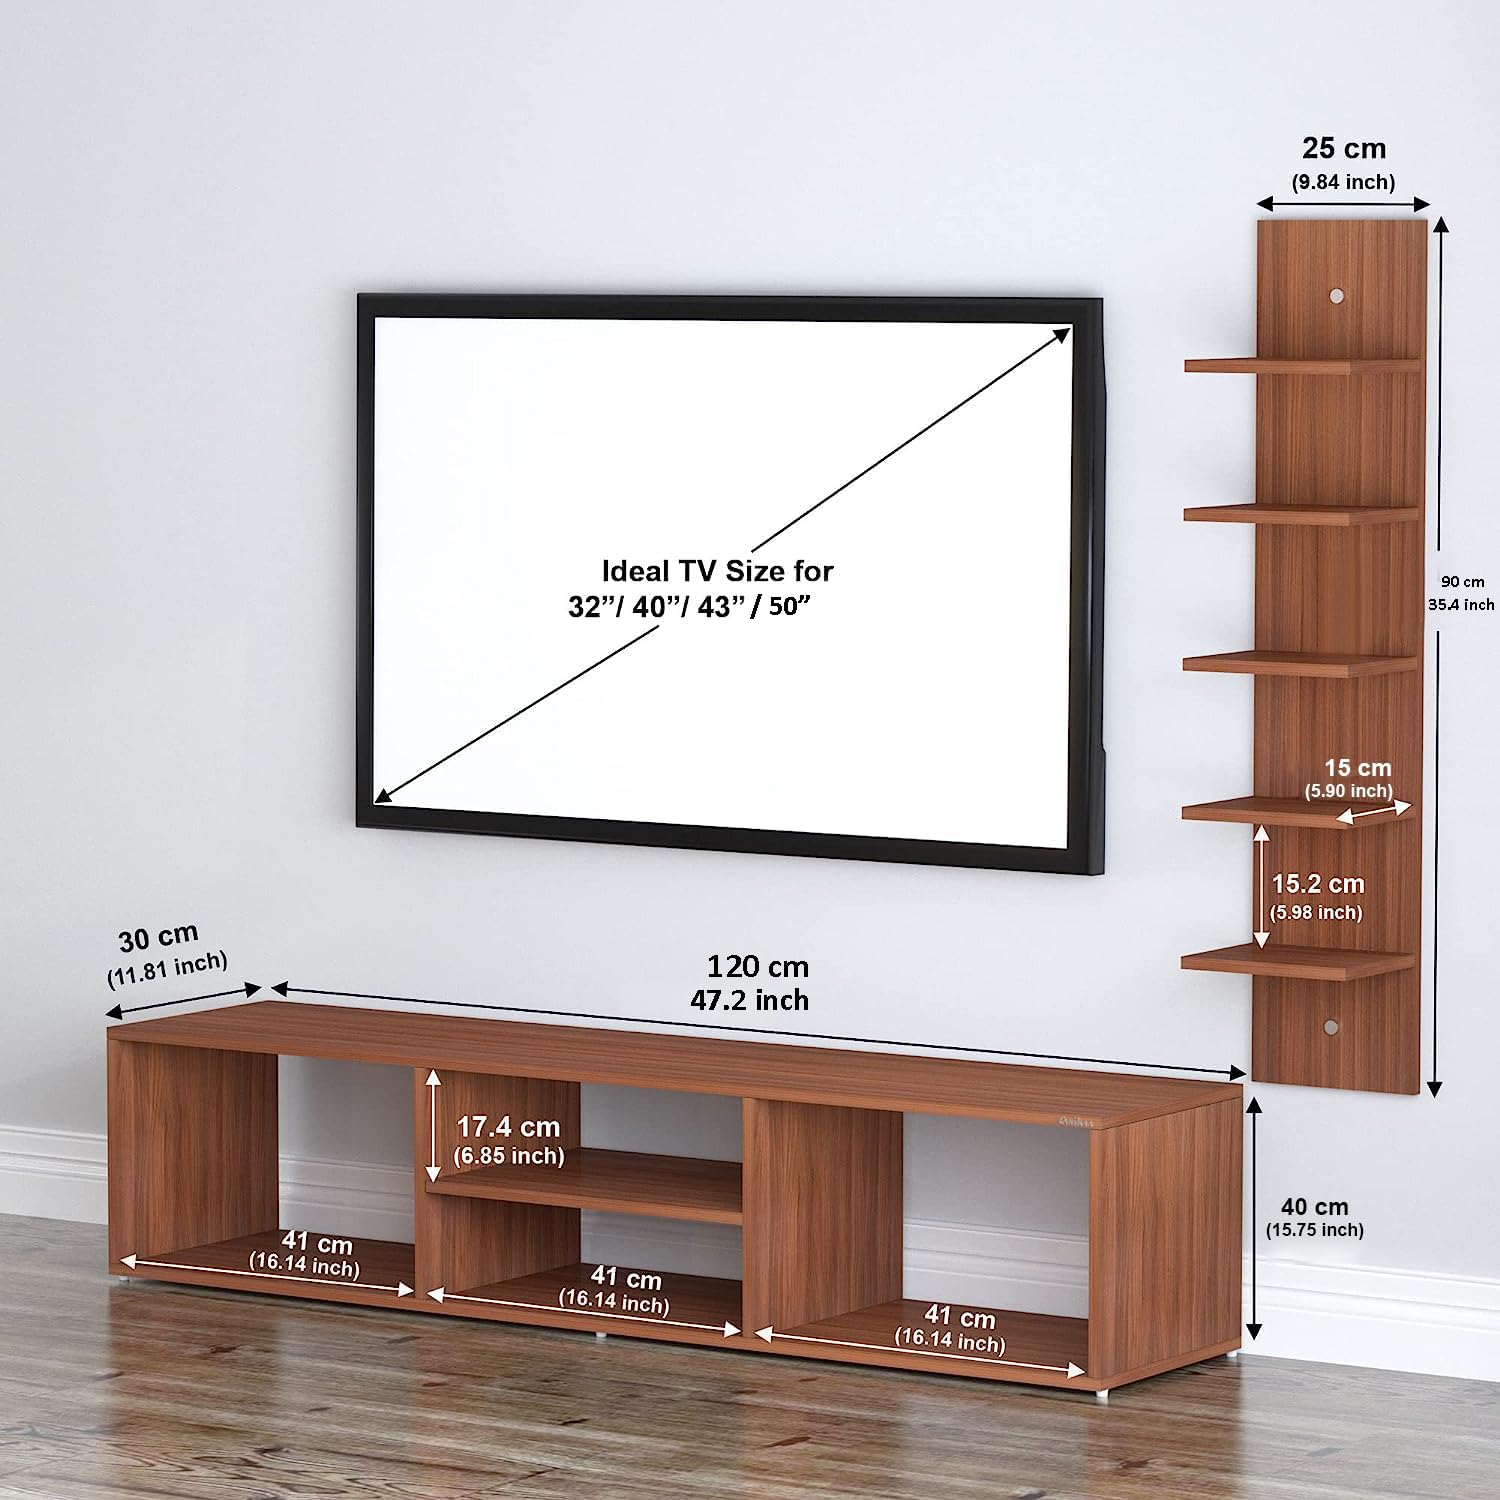 25 cm
(9.84 inch)
90 cm
35.4 inch
Ideal TV Size for
32”/ 40”/ 43” / 50”
15 cm
(5.90 inch)
15.2 cm
(5.98 inch)
30 cm
(11.81 inch)
120 cm
47.2 inch
17.4 cm
(6.85 inch)
40 cm
(15.75 inch)
41 cm
(16.14 inch)
41 cm
(16.14 inch)
41 cm
(16.14 inch)